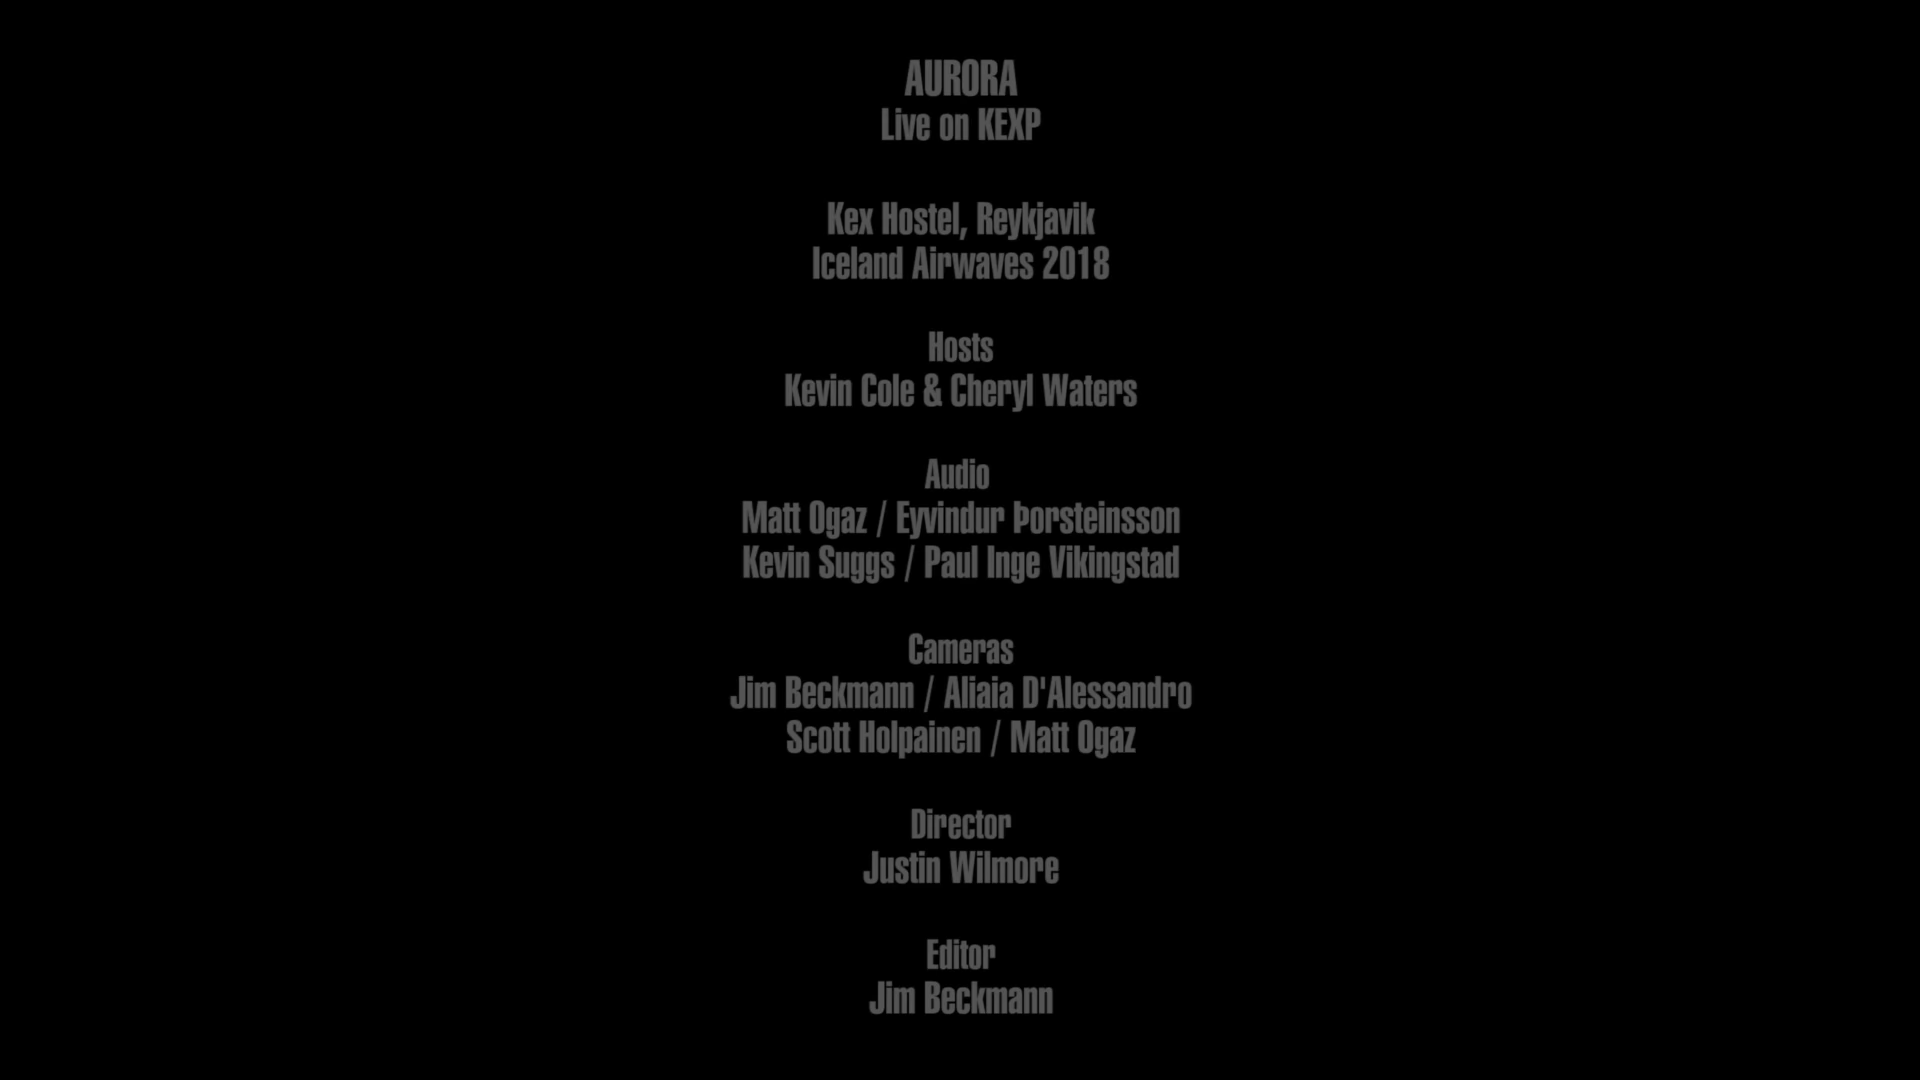 AURORA
Live on KEXP
Kex Hostel, Reykjavik
Iceland Airwaves 2018
Hosts
Kevin Cole & Cheryl Waters
Audio
Matt Ogaz / Eyvindur Þorsteinsson
Kevin Suggs / Paul Inge Vikingstad
Cameras
Jim Beckmann / Aliaia D'Alessandro
Scott Holpainen / Matt Ogaz
Director
Justin Wilmore
Editor
Jim Beckmann